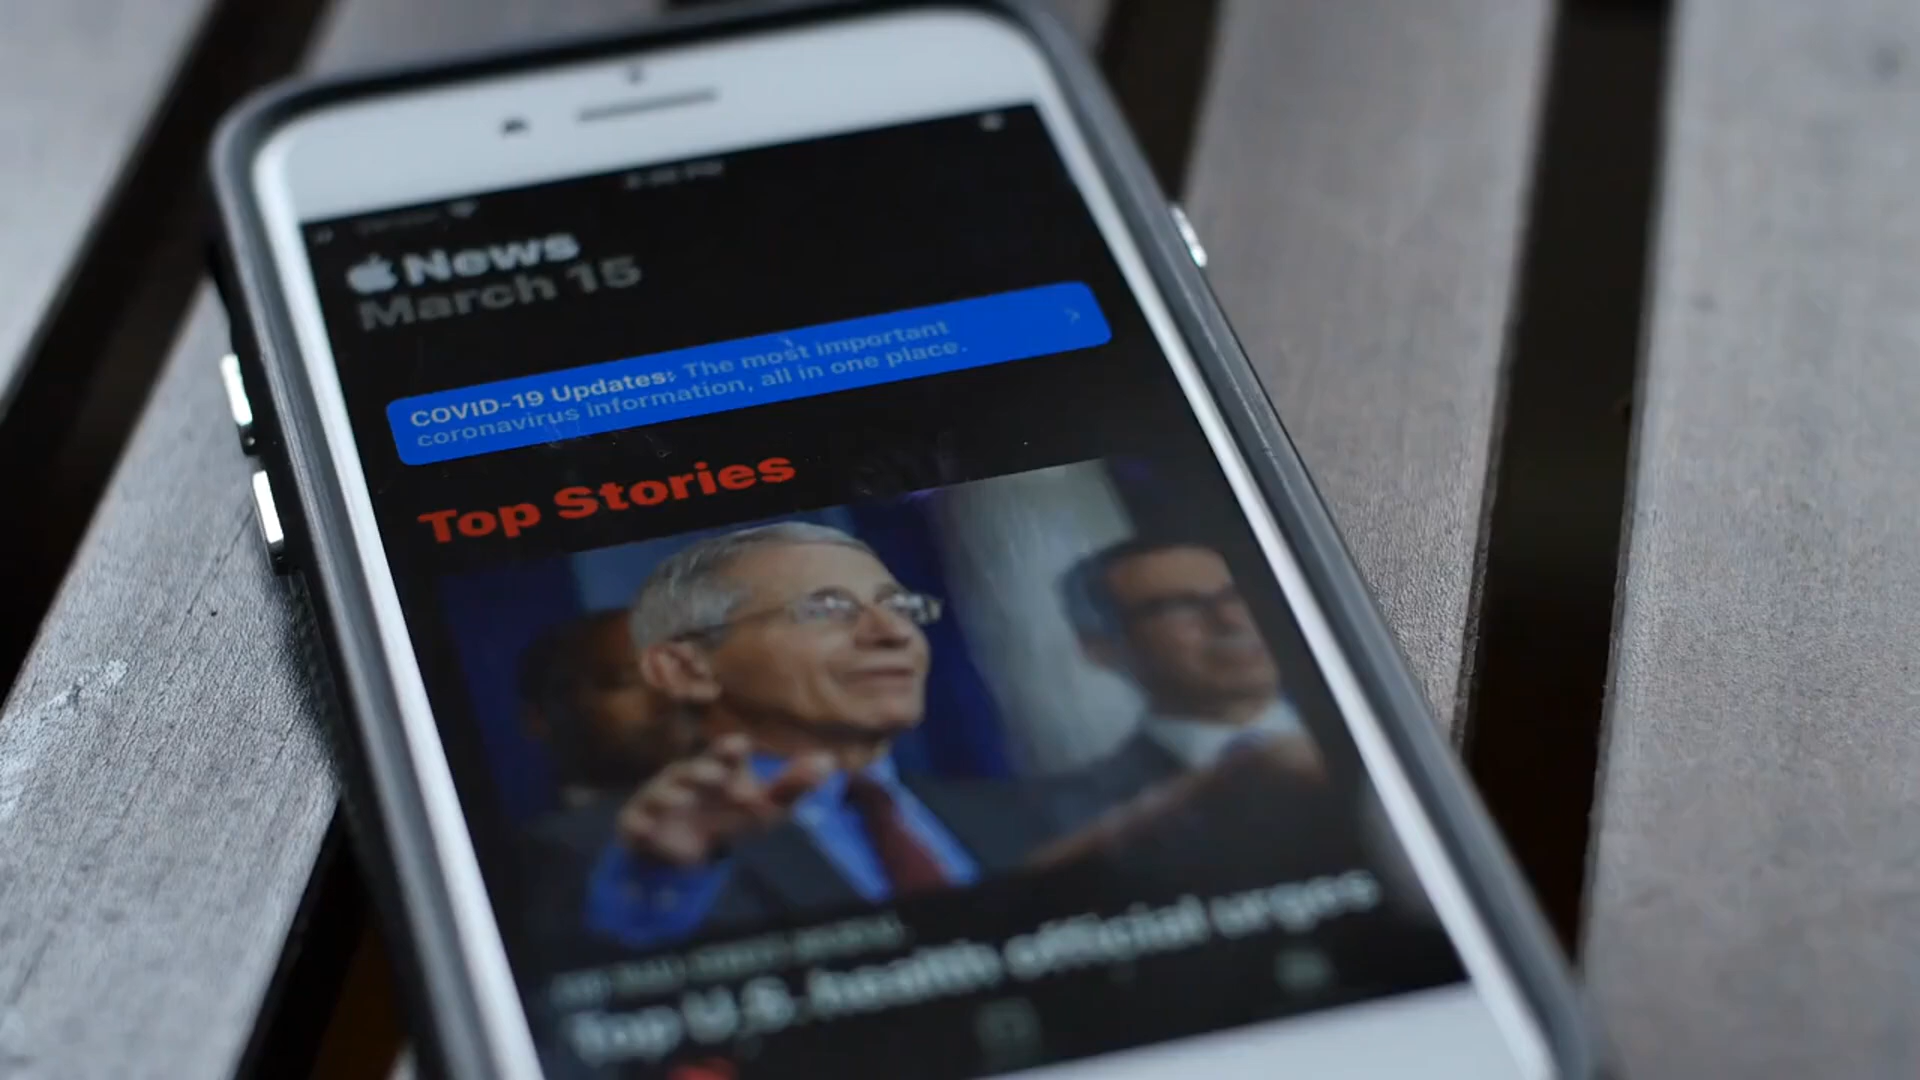 News
March 15
COVID-19 Updates: The most important
coronavirus information, all in one place.
Top Stories
Top U.S. health official urges